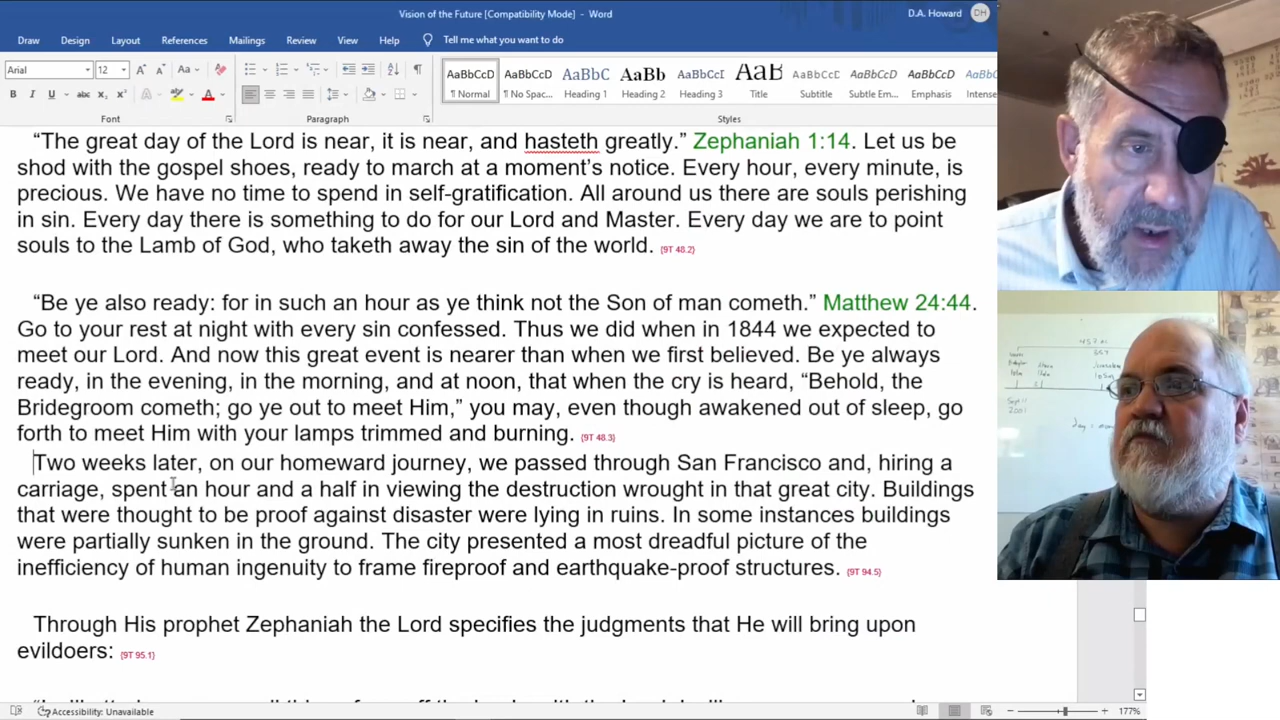 Vision of the Future [Compatibility Mode] - Word
D.A. Howard DH
Draw Design Layout References Mailings Review View Help Tell me what you want to do
Arial 12 Aa
B I U abc X₂ X² A A
AaBbCcD AaBbCcD AaBbC AaBb AaBbCcI AaB AaBbCcD AaBbCcD AaBbCcD AaBb
¶ Normal ¶ No Spac... Heading 1 Heading 2 Heading 3 Title Subtitle Subtle Em... Emphasis Intense
Font Paragraph Styles
“The great day of the Lord is near, it is near, and hasteth greatly.” Zephaniah 1:14. Let us be
shod with the gospel shoes, ready to march at a moment’s notice. Every hour, every minute, is
precious. We have no time to spend in self-gratification. All around us there are souls perishing
in sin. Every day there is something to do for our Lord and Master. Every day we are to point
souls to the Lamb of God, who taketh away the sin of the world. {9T 48.2}
“Be ye also ready: for in such an hour as ye think not the Son of man cometh.” Matthew 24:44.
Go to your rest at night with every sin confessed. Thus we did when in 1844 we expected to
meet our Lord. And now this great event is nearer than when we first believed. Be ye always
ready, in the evening, in the morning, and at noon, that when the cry is heard, “Behold, the
Bridegroom cometh; go ye out to meet Him,” you may, even though awakened out of sleep, go
forth to meet Him with your lamps trimmed and burning. {9T 48.3}
Two weeks later, on our homeward journey, we passed through San Francisco and, hiring a
carriage, spent an hour and a half in viewing the destruction wrought in that great city. Buildings
that were thought to be proof against disaster were lying in ruins. In some instances buildings
were partially sunken in the ground. The city presented a most dreadful picture of the
inefficiency of human ingenuity to frame fireproof and earthquake-proof structures. {9T 94.5}
Through His prophet Zephaniah the Lord specifies the judgments that He will bring upon
evildoers: {9T 95.1}
Accessibility: Unavailable
177%
Sept 11
2001